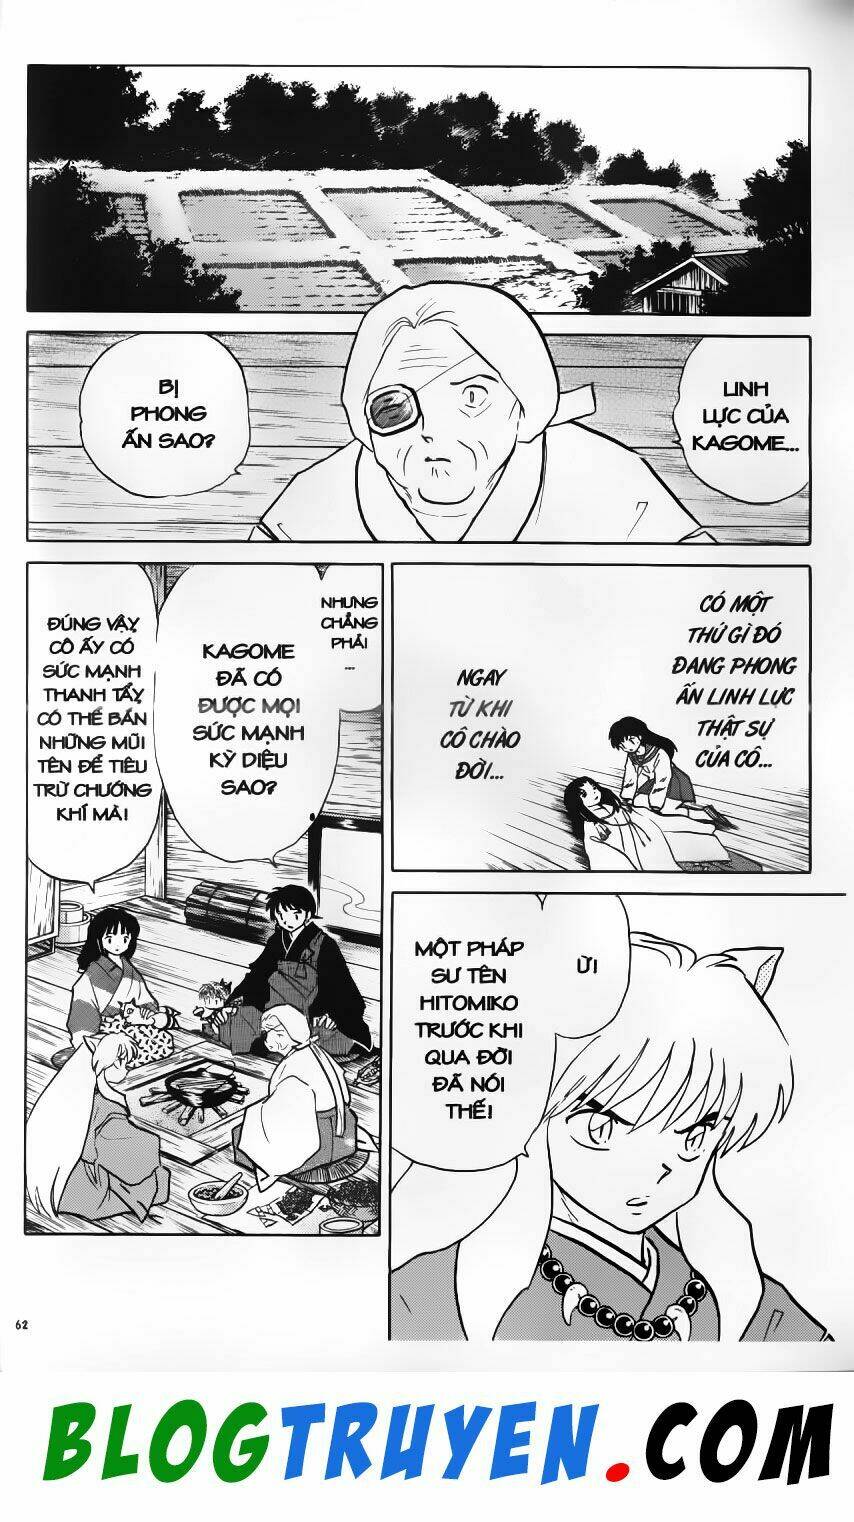 LINH
LỰC CỦA
KAGOME...
BỊ
PHONG
ẤN SAO?
CÓ MỘT
THỨ GÌ ĐÓ
ĐANG PHONG
ẤN LINH LỰC
THẬT SỰ
CỦA CÔ...
NGAY
TỪ KHI
CÔ CHÀO
ĐỜI...
ỪI
MỘT PHÁP
SƯ TÊN
HITOMIKO
TRƯỚC KHI
QUA ĐỜI
ĐÃ NÓI
THẾ!
NHƯNG
CHẲNG
PHẢI
...
KAGOME
ĐÃ CÓ
ĐƯỢC MỌI
SỨC MẠNH
KỲ DIỆU
SAO?
ĐÚNG VẬY,
CÔ ẤY CÓ
SỨC MẠNH
THANH TẨY,
CÓ THỂ BẮN
NHỮNG MŨI
TÊN ĐỂ TIÊU
TRỪ CHƯỚNG
KHÍ MÀ!
62
BLOGTRUYEN.COM